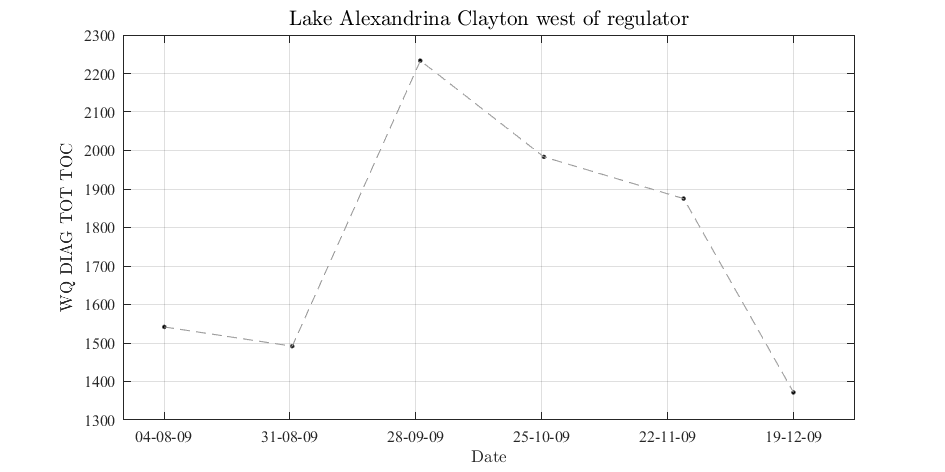 Lake Alexandrina Clayton west of regulator
2300
2200
2100
2000
1900
1800
1700
1600
1500
1400
1300
WQ DIAG TOT TOC
04-08-09 31-08-09 28-09-09 25-10-09 22-11-09 19-12-09
Date